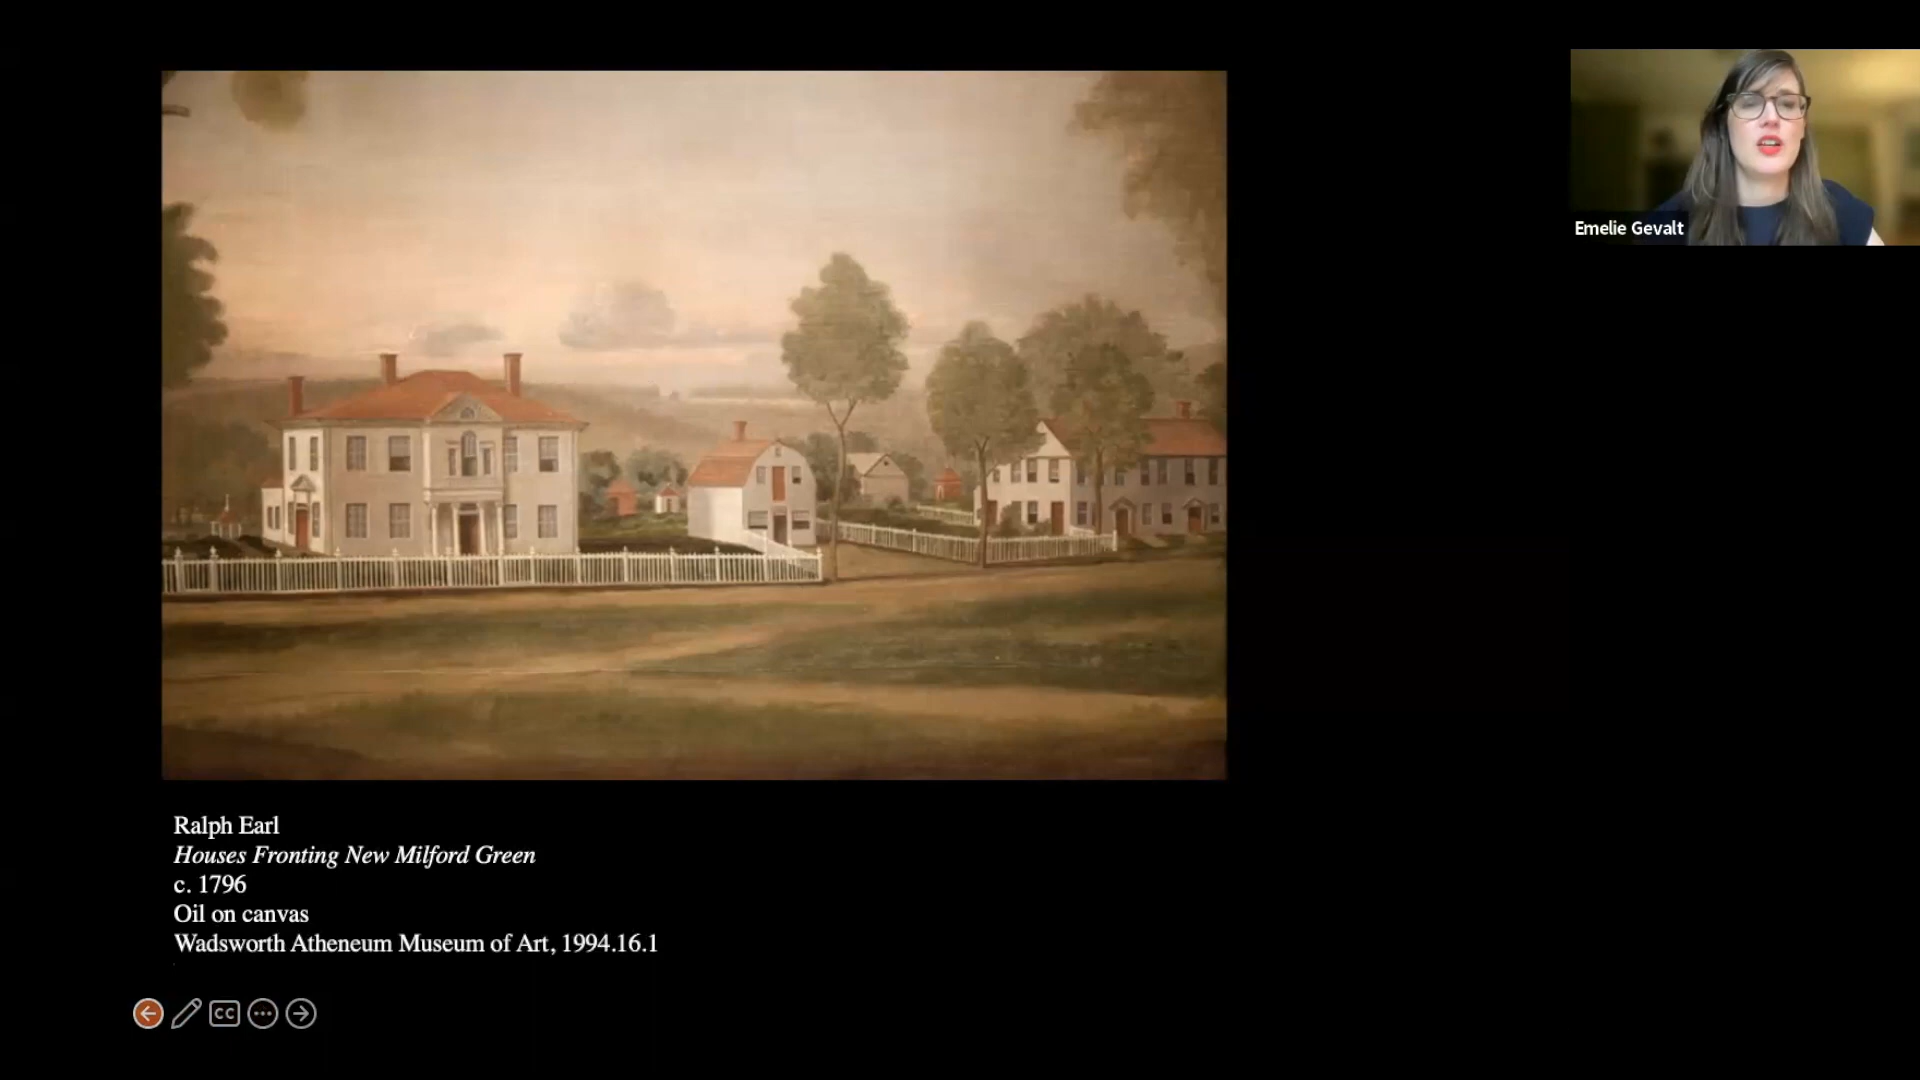 Emelie Gevalt
Ralph Earl
Houses Fronting New Milford Green
c. 1796
Oil on canvas
Wadsworth Atheneum Museum of Art, 1994.16.1
CC